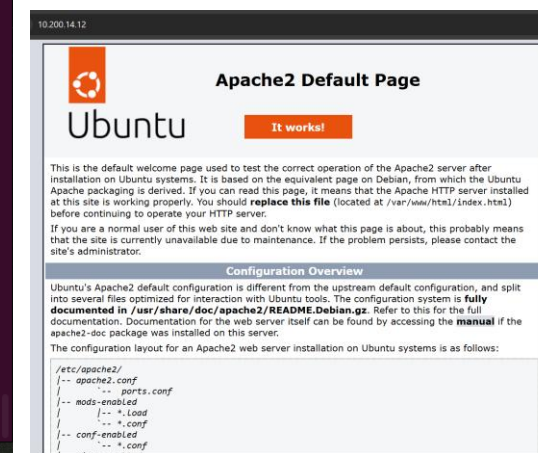 10.200.14.12
Ubuntu
Apache2 Default Page
It works!
This is the default welcome page used to test the correct operation of the Apache2 server after
installation on Ubuntu systems. It is based on the equivalent page on Debian, from which the Ubuntu
Apache packaging is derived. If you can read this page, it means that the Apache HTTP server installed
at this site is working properly. You should replace this file (located at /var/www/html/index.html)
before continuing to operate your HTTP server.
If you are a normal user of this web site and don't know what this page is about, this probably means
that the site is currently unavailable due to maintenance. If the problem persists, please contact the
site's administrator.
Configuration Overview
Ubuntu's Apache2 default configuration is different from the upstream default configuration, and split
into several files optimized for interaction with Ubuntu tools. The configuration system is fully
documented in /usr/share/doc/apache2/README.Debian.gz. Refer to this for the full
documentation. Documentation for the web server itself can be found by accessing the manual if the
apache2-doc package was installed on this server.
The configuration layout for an Apache2 web server installation on Ubuntu systems is as follows:
/etc/apache2/
|-- apache2.conf
|       `--  ports.conf
|-- mods-enabled
|       |-- *.load
|       `-- *.conf
|-- conf-enabled
|       `-- *.conf